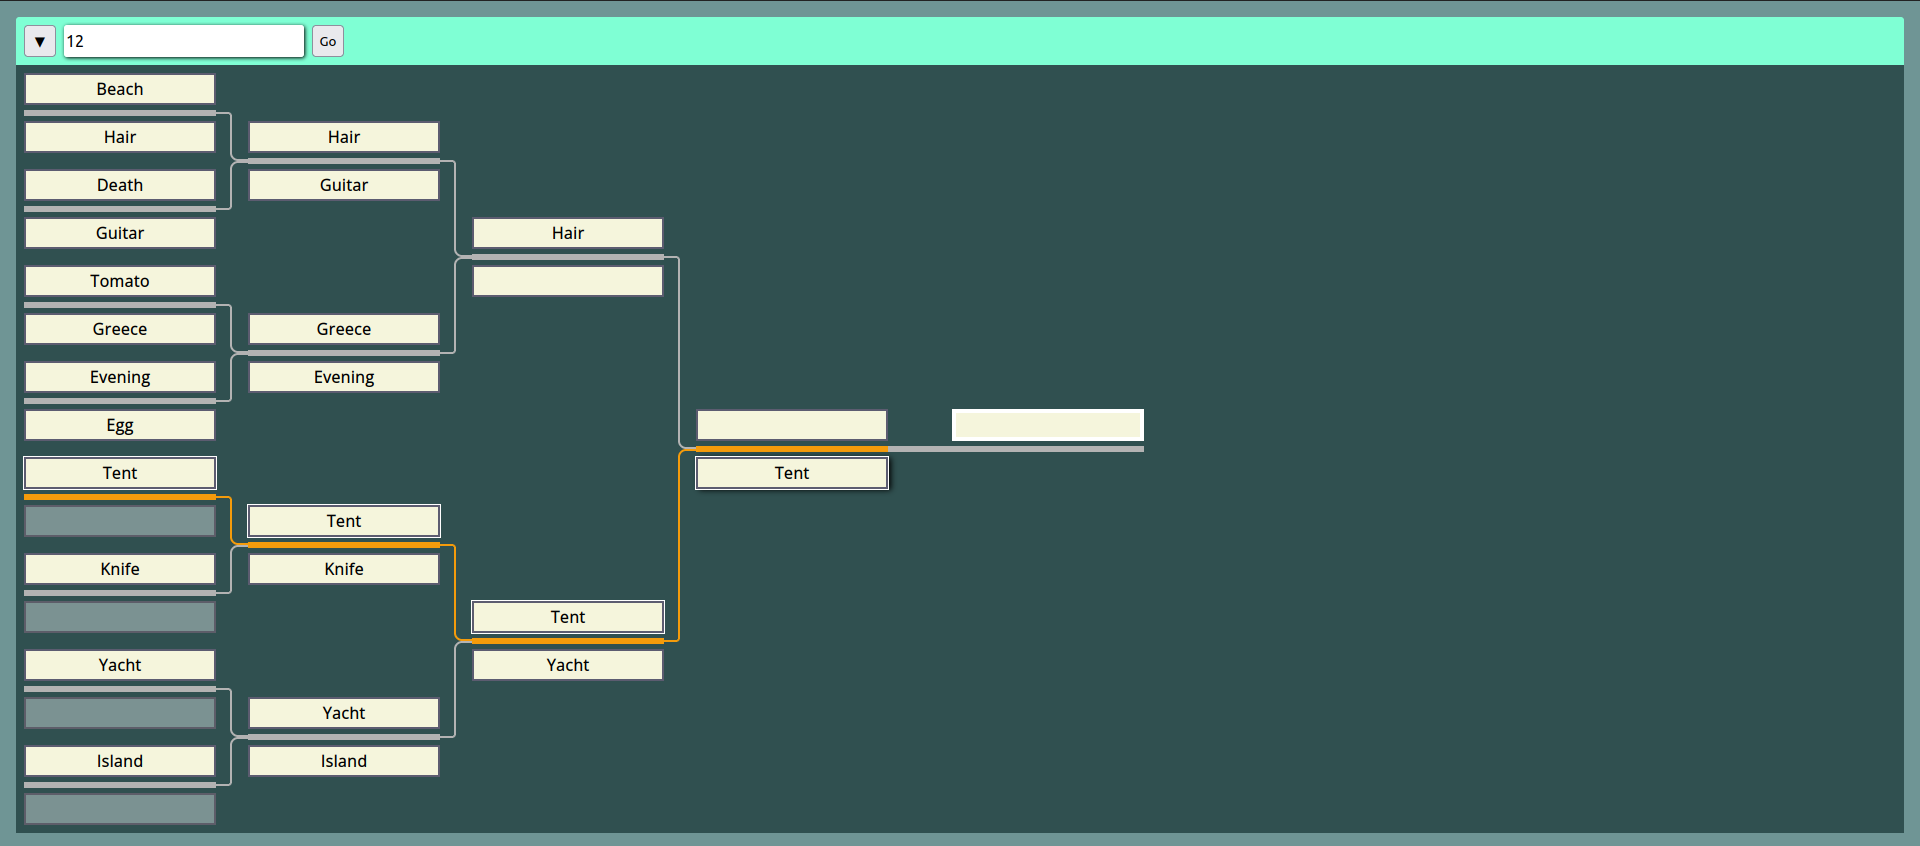 ▼ 12 Go
Beach
Hair
Death
Guitar
Tomato
Greece
Evening
Egg
Tent
Knife
Yacht
Island
Hair
Guitar
Greece
Evening
Tent
Knife
Yacht
Island
Hair
Tent
Yacht
Tent